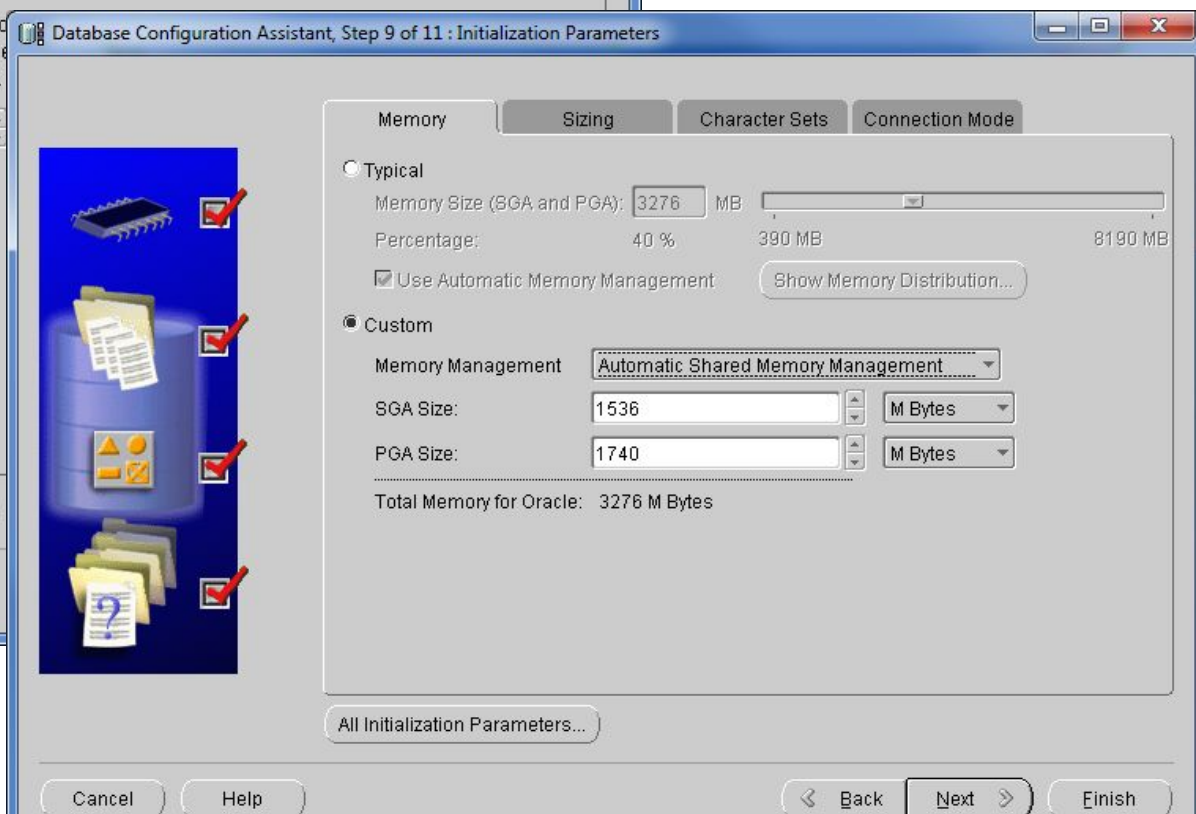 Database Configuration Assistant, Step 9 of 11 : Initialization Parameters
Memory Sizing Character Sets Connection Mode
Typical
Memory Size (SGA and PGA): 3276 MB
Percentage: 40 % 390 MB 8190 MB
Use Automatic Memory Management Show Memory Distribution...
Custom
Memory Management Automatic Shared Memory Management
SGA Size: 1536 M Bytes
PGA Size: 1740 M Bytes
Total Memory for Oracle: 3276 M Bytes
?
All Initialization Parameters...
Cancel Help Back Next Finish